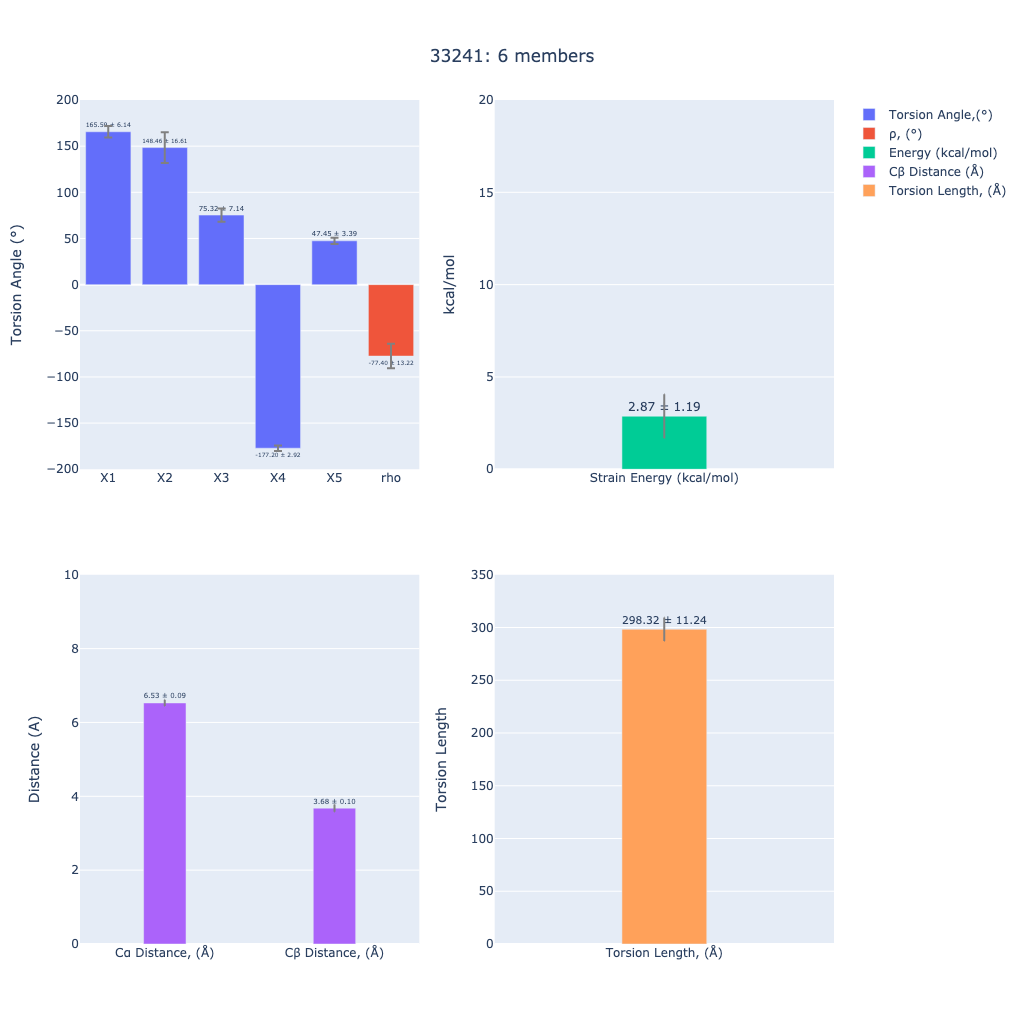 33241: 6 members
200
150
100
50
0
−50
−100
−150
−200
Torsion Angle (°)
148.46 ± 16.61
75.32 ± 7.14
-177.20 ± 2.92
47.45 ± 3.39
-77.40 ± 13.22
X1 X2 X3 X4 X5 rho
20
15
10
5
0
kcal/mol
2.87 ± 1.19
Strain Energy (kcal/mol)
Torsion Angle,(°)
ρ, (°)
Energy (kcal/mol)
Cβ Distance (Å)
Torsion Length, (Å)
10
8
6
4
2
0
Distance (A)
6.53 ± 0.09
3.68 ± 0.10
Cα Distance, (Å) Cβ Distance, (Å)
350
300
250
200
150
100
50
0
Torsion Length
298.32 ± 11.24
Torsion Length, (Å)